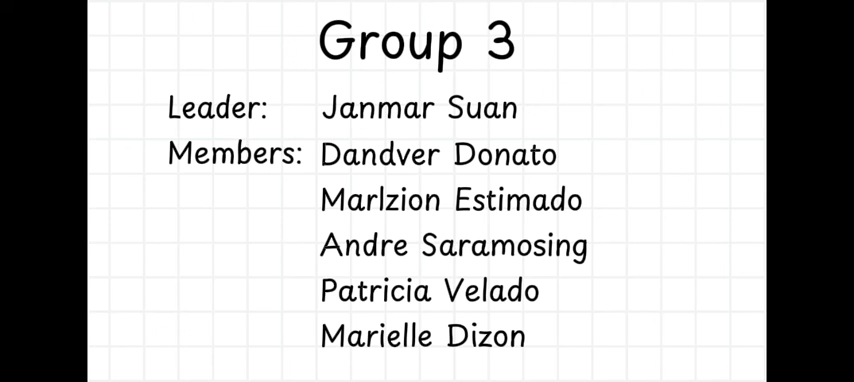 Group 3
Leader: Janmar Suan
Members: Dandver Donato
Marlzion Estimado
Andre Saramosing
Patricia Velado
Marielle Dizon